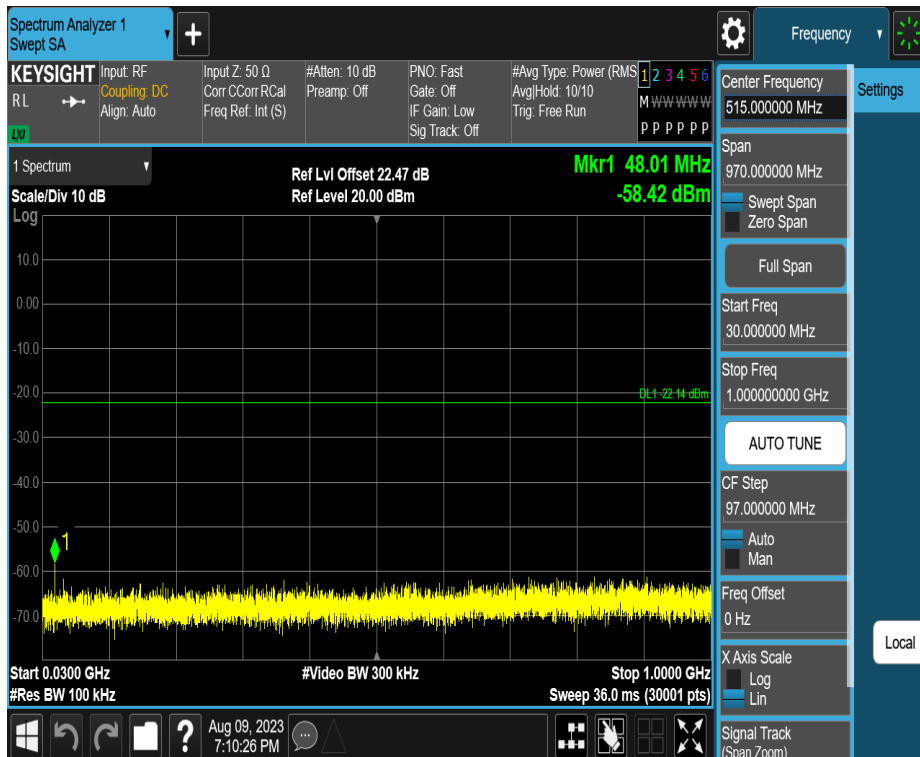 Spectrum Analyzer 1
Swept SA
Frequency
KEYSIGHT
R L
LXI
Input: RF
Coupling: DC
Align: Auto
Input Z: 50 Ω
Corr CCorr RCal
Freq Ref: Int (S)
#Atten: 10 dB
Preamp: Off
PNO: Fast
Gate: Off
IF Gain: Low
Sig Track: Off
#Avg Type: Power (RMS
Avg|Hold: 10/10
Trig: Free Run
1 2 3 4 5 6
M W W W W W
P P P P P P
Center Frequency
515.000000 MHz
Settings
1 Spectrum
Scale/Div 10 dB
Log
Ref Lvl Offset 22.47 dB
Ref Level 20.00 dBm
Mkr1 48.01 MHz
-58.42 dBm
Span
970.000000 MHz
Swept Span
Zero Span
Full Span
Start Freq
30.000000 MHz
Stop Freq
1.000000000 GHz
AUTO TUNE
CF Step
97.000000 MHz
Auto
Man
Freq Offset
0 Hz
X Axis Scale
Log
Lin
Signal Track
(Span Zoom)
Local
10.0
0.00
-10.0
-20.0
DL1 -22.14 dBm
-30.0
-40.0
-50.0
1
-60.0
-70.0
Start 0.0300 GHz
#Video BW 300 kHz
Stop 1.0000 GHz
#Res BW 100 kHz
Sweep 36.0 ms (30001 pts)
?
Aug 09, 2023
7:10:26 PM